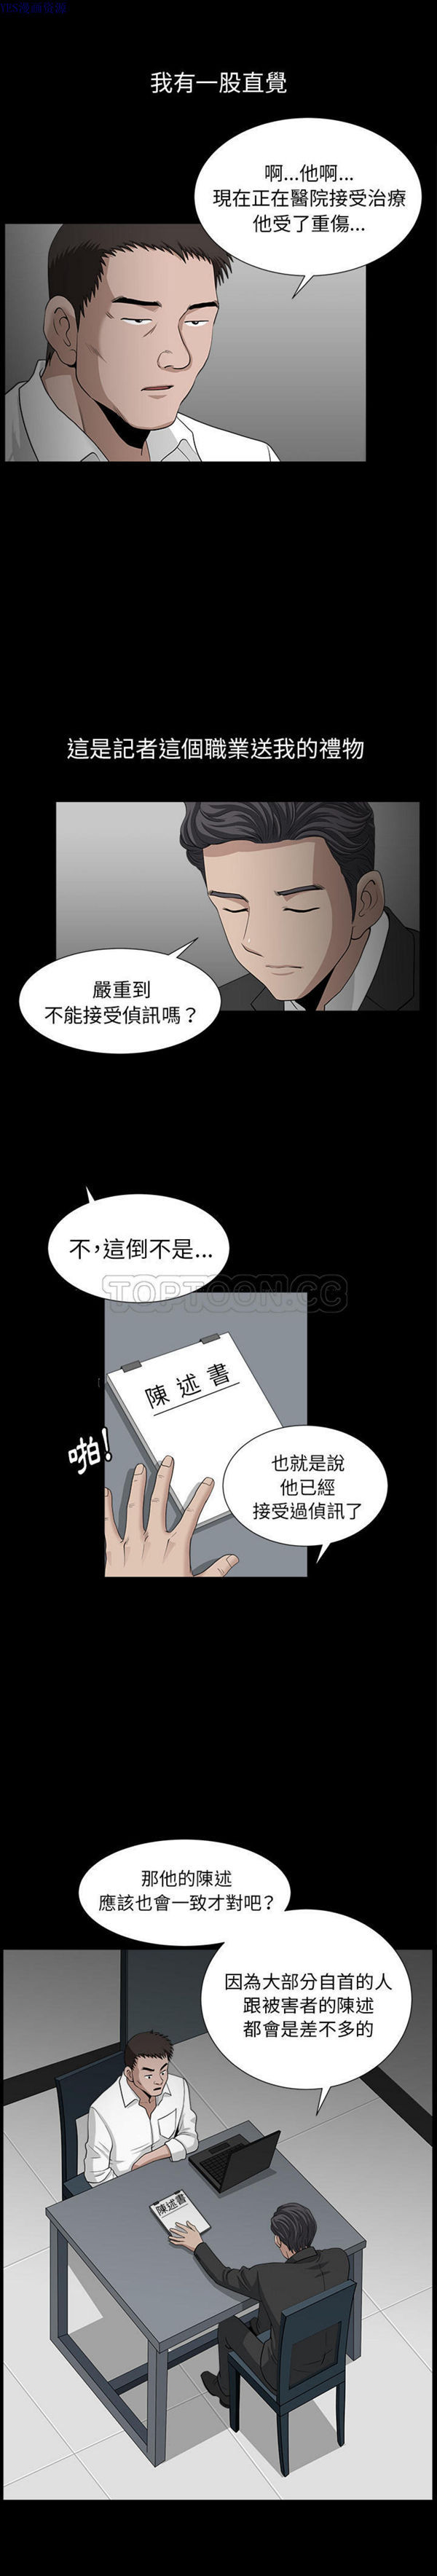 我有一股直覺
啊...他啊...
現在正在醫院接受治療
他受了重傷...
這是記者這個職業送我的禮物
嚴重到
不能接受偵訊嗎？
不，這倒不是...
TOPTOON.CC
陳述書
啪！
也就是說
他已經
接受過偵訊了
那他的陳述
應該也會一致才對吧？
因為大部分自首的人
跟被害者的陳述
都會是差不多的
陳述書